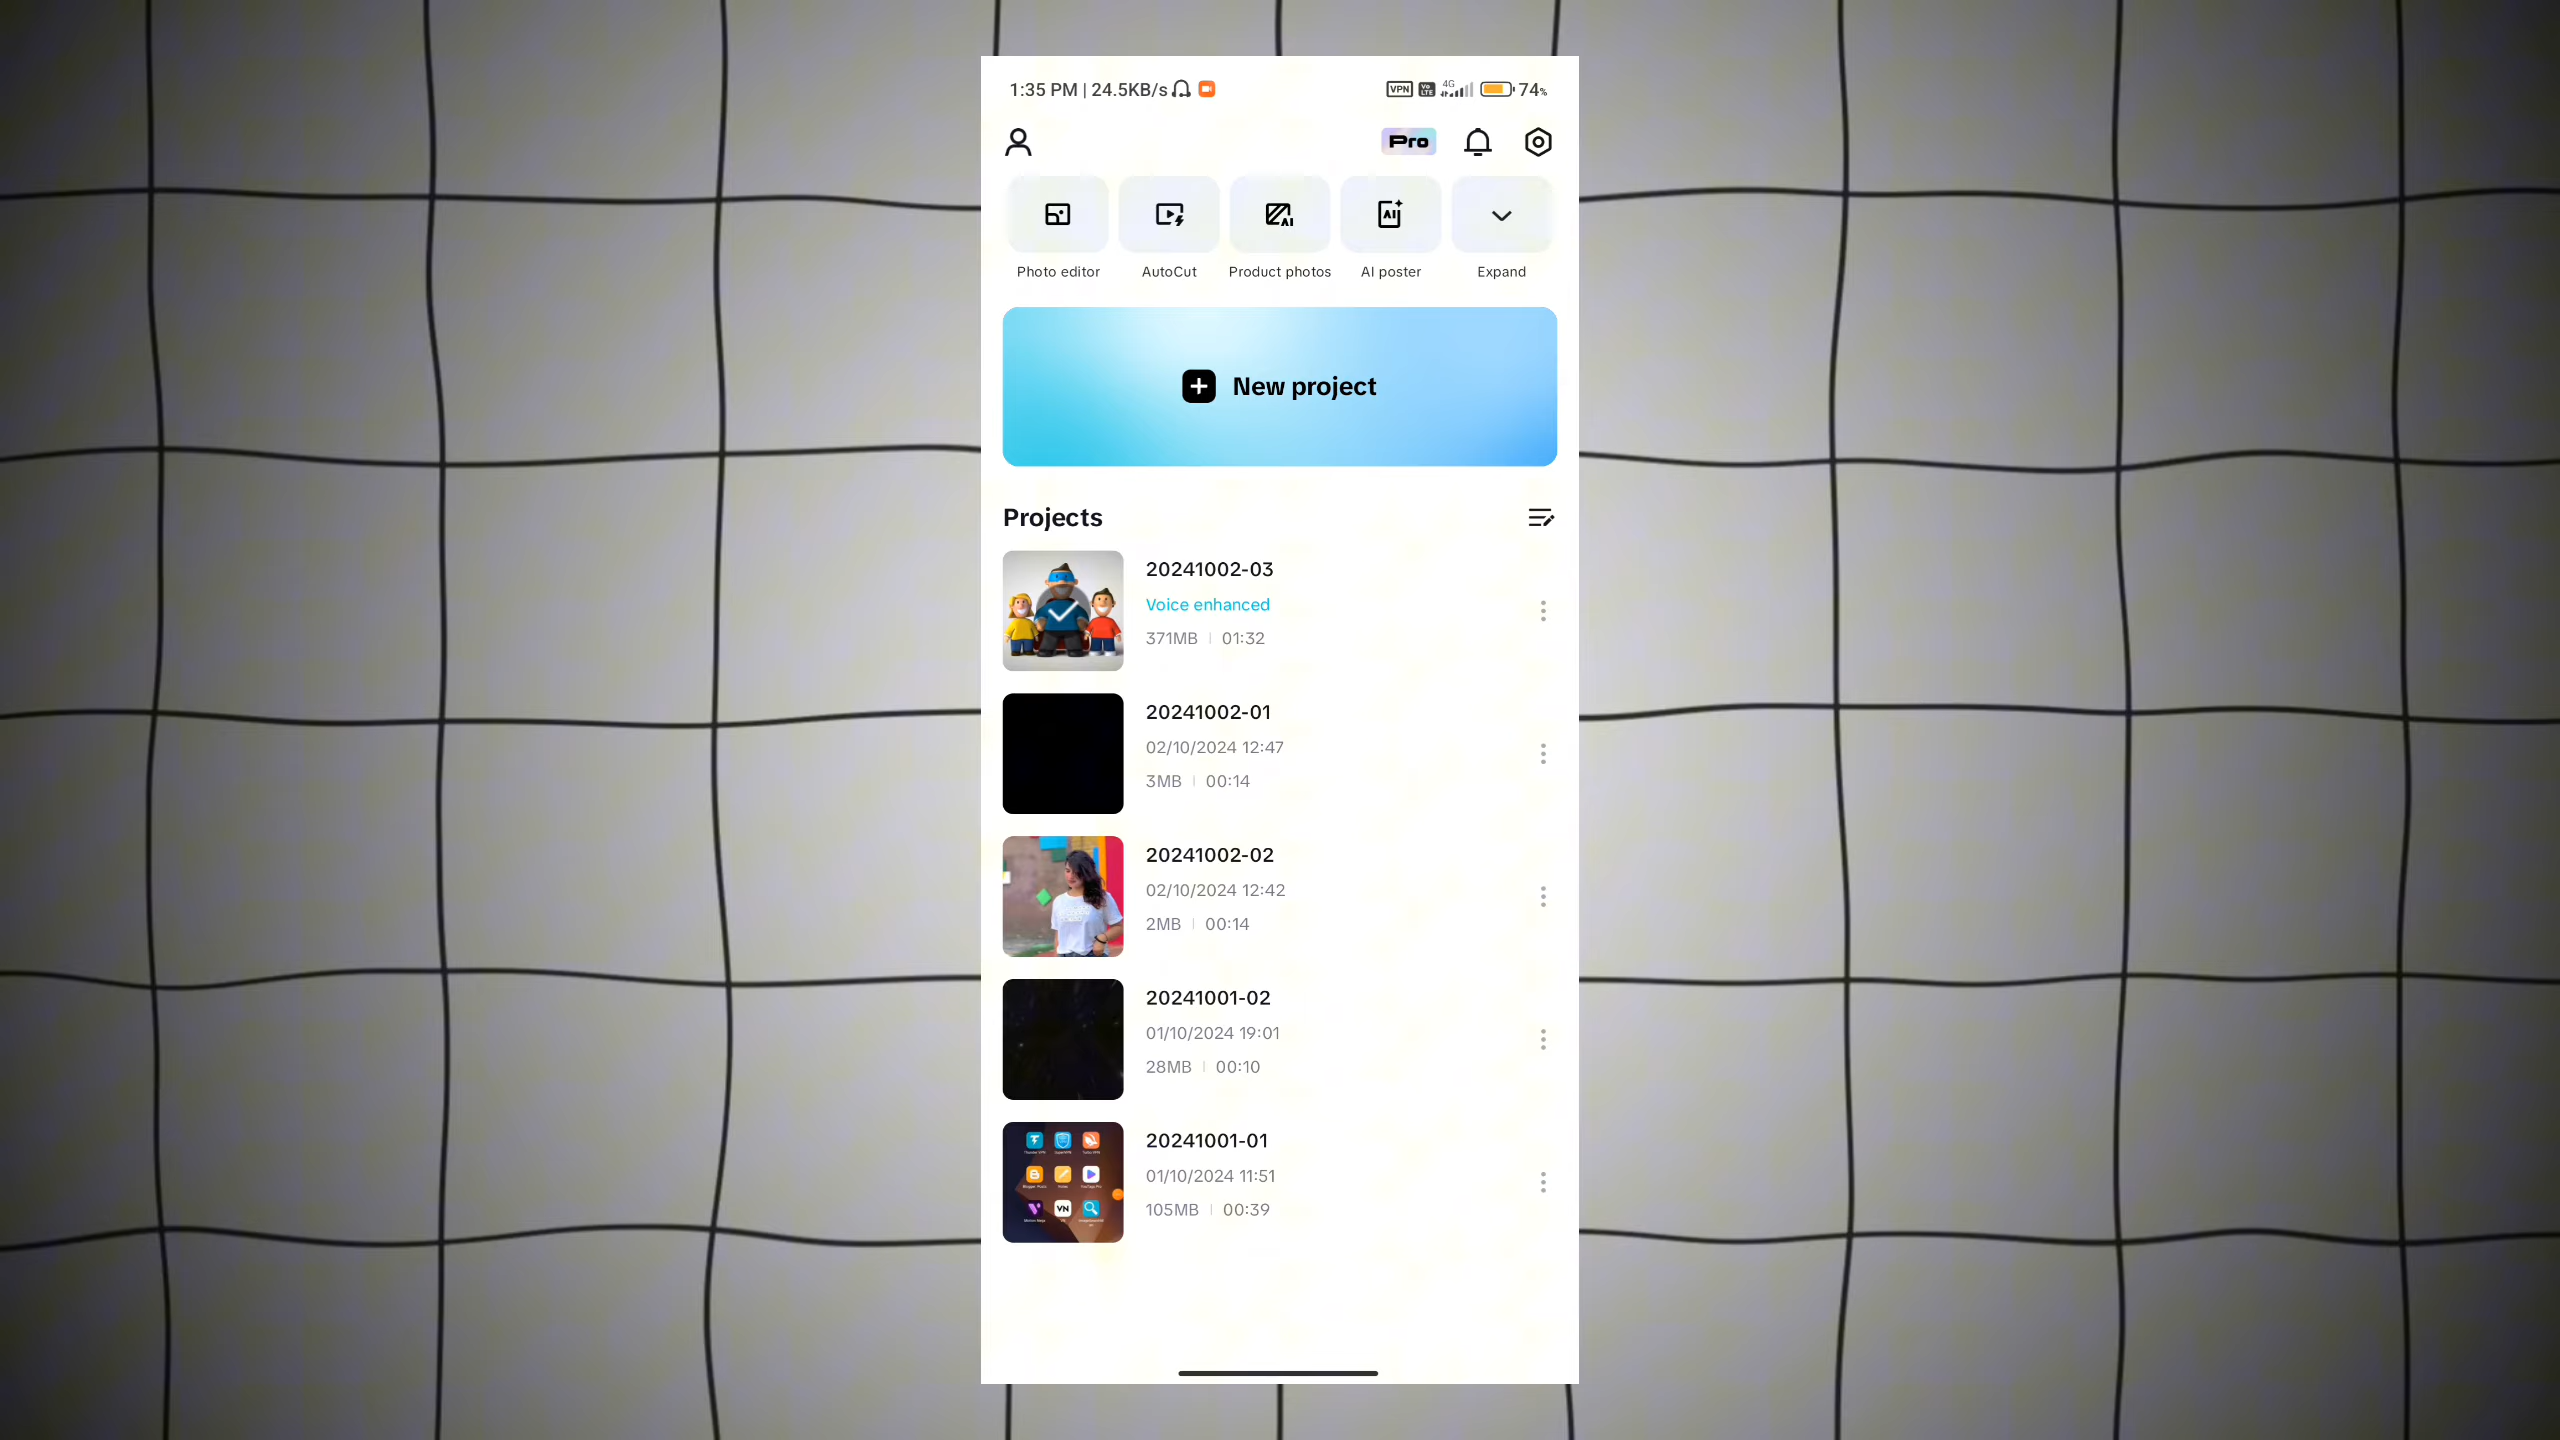 1:35 PM | 24.5KB/s
VPN
Vo LTE
4G
74%
Pro
Photo editor
AutoCut
Product photos
AI poster
Expand
New project
Projects
20241002-03
Voice enhanced
371MB | 01:32
20241002-01
02/10/2024 12:47
3MB | 00:14
20241002-02
02/10/2024 12:42
2MB | 00:14
20241001-02
01/10/2024 19:01
28MB | 00:10
20241001-01
01/10/2024 11:51
105MB | 00:39
VN